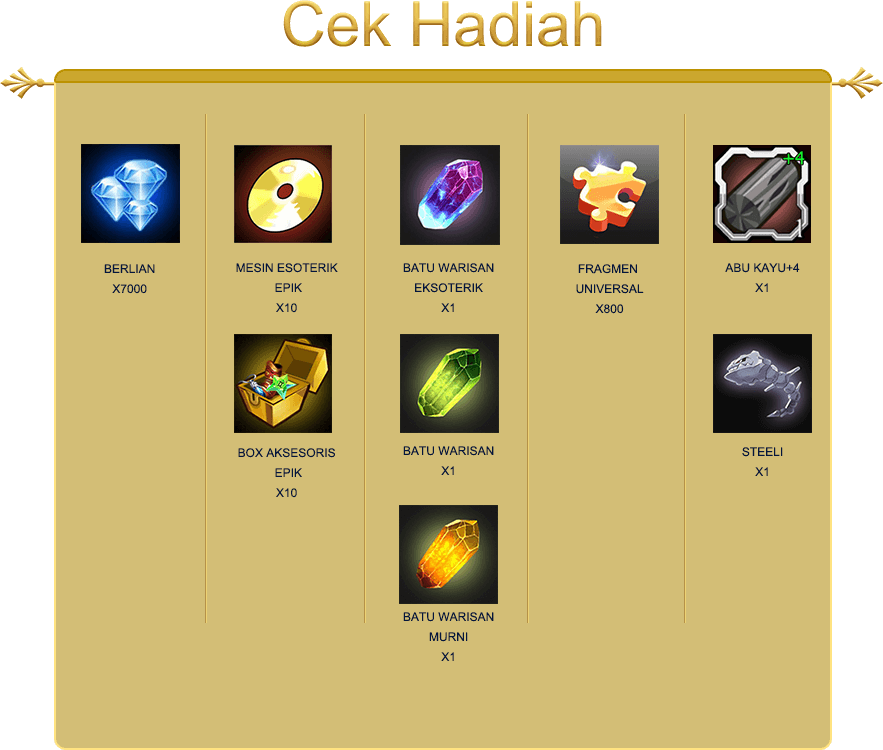 Cek Hadiah
BERLIAN
X7000
MESIN ESOTERIK
EPIK
X10
BOX AKSESORIS
EPIK
X10
BATU WARISAN
EKSOTERIK
X1
BATU WARISAN
X1
BATU WARISAN
MURNI
X1
FRAGMEN
UNIVERSAL
X800
+4
1
ABU KAYU+4
X1
STEELI
X1